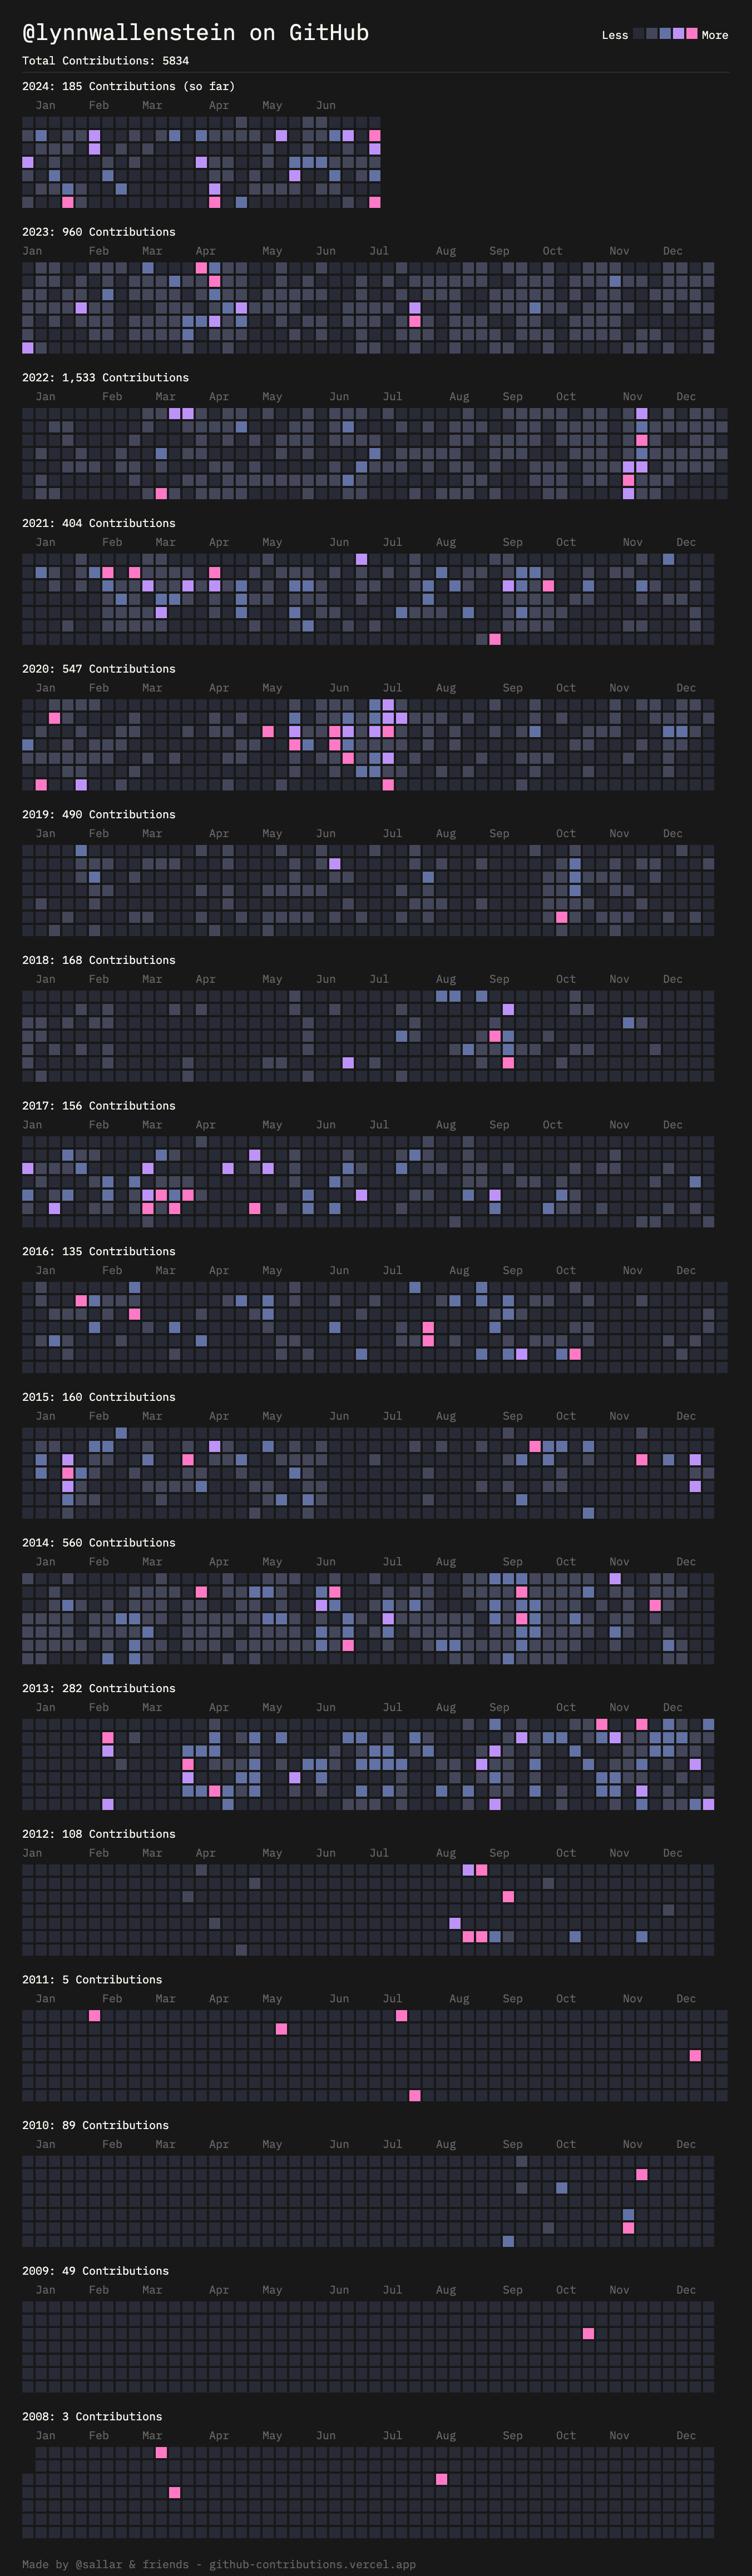 @lynnwallenstein on GitHub
Less More
Total Contributions: 5834
2024: 185 Contributions (so far)
Jan Feb Mar Apr May Jun
2023: 960 Contributions
Jan Feb Mar Apr May Jun Jul Aug Sep Oct Nov Dec
2022: 1,533 Contributions
Jan Feb Mar Apr May Jun Jul Aug Sep Oct Nov Dec
2021: 404 Contributions
Jan Feb Mar Apr May Jun Jul Aug Sep Oct Nov Dec
2020: 547 Contributions
Jan Feb Mar Apr May Jun Jul Aug Sep Oct Nov Dec
2019: 490 Contributions
Jan Feb Mar Apr May Jun Jul Aug Sep Oct Nov Dec
2018: 168 Contributions
Jan Feb Mar Apr May Jun Jul Aug Sep Oct Nov Dec
2017: 156 Contributions
Jan Feb Mar Apr May Jun Jul Aug Sep Oct Nov Dec
2016: 135 Contributions
Jan Feb Mar Apr May Jun Jul Aug Sep Oct Nov Dec
2015: 160 Contributions
Jan Feb Mar Apr May Jun Jul Aug Sep Oct Nov Dec
2014: 560 Contributions
Jan Feb Mar Apr May Jun Jul Aug Sep Oct Nov Dec
2013: 282 Contributions
Jan Feb Mar Apr May Jun Jul Aug Sep Oct Nov Dec
2012: 108 Contributions
Jan Feb Mar Apr May Jun Jul Aug Sep Oct Nov Dec
2011: 5 Contributions
Jan Feb Mar Apr May Jun Jul Aug Sep Oct Nov Dec
2010: 89 Contributions
Jan Feb Mar Apr May Jun Jul Aug Sep Oct Nov Dec
2009: 49 Contributions
Jan Feb Mar Apr May Jun Jul Aug Sep Oct Nov Dec
2008: 3 Contributions
Jan Feb Mar Apr May Jun Jul Aug Sep Oct Nov Dec
Made by @sallar & friends - github-contributions.vercel.app